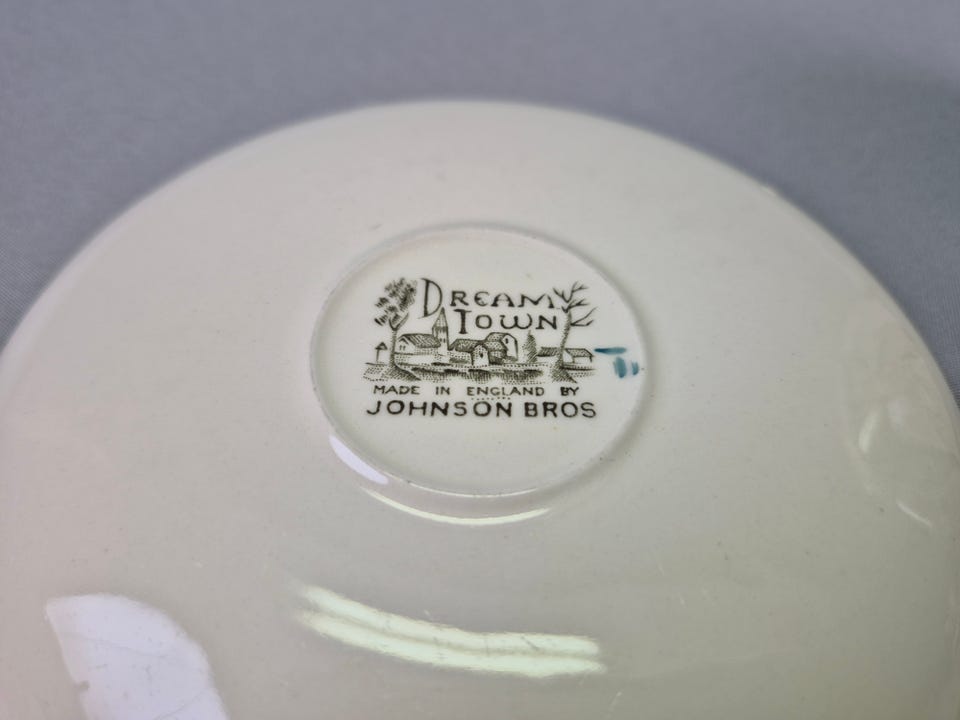 DREAM
TOWN
MADE IN ENGLAND BY
JOHNSON BROS